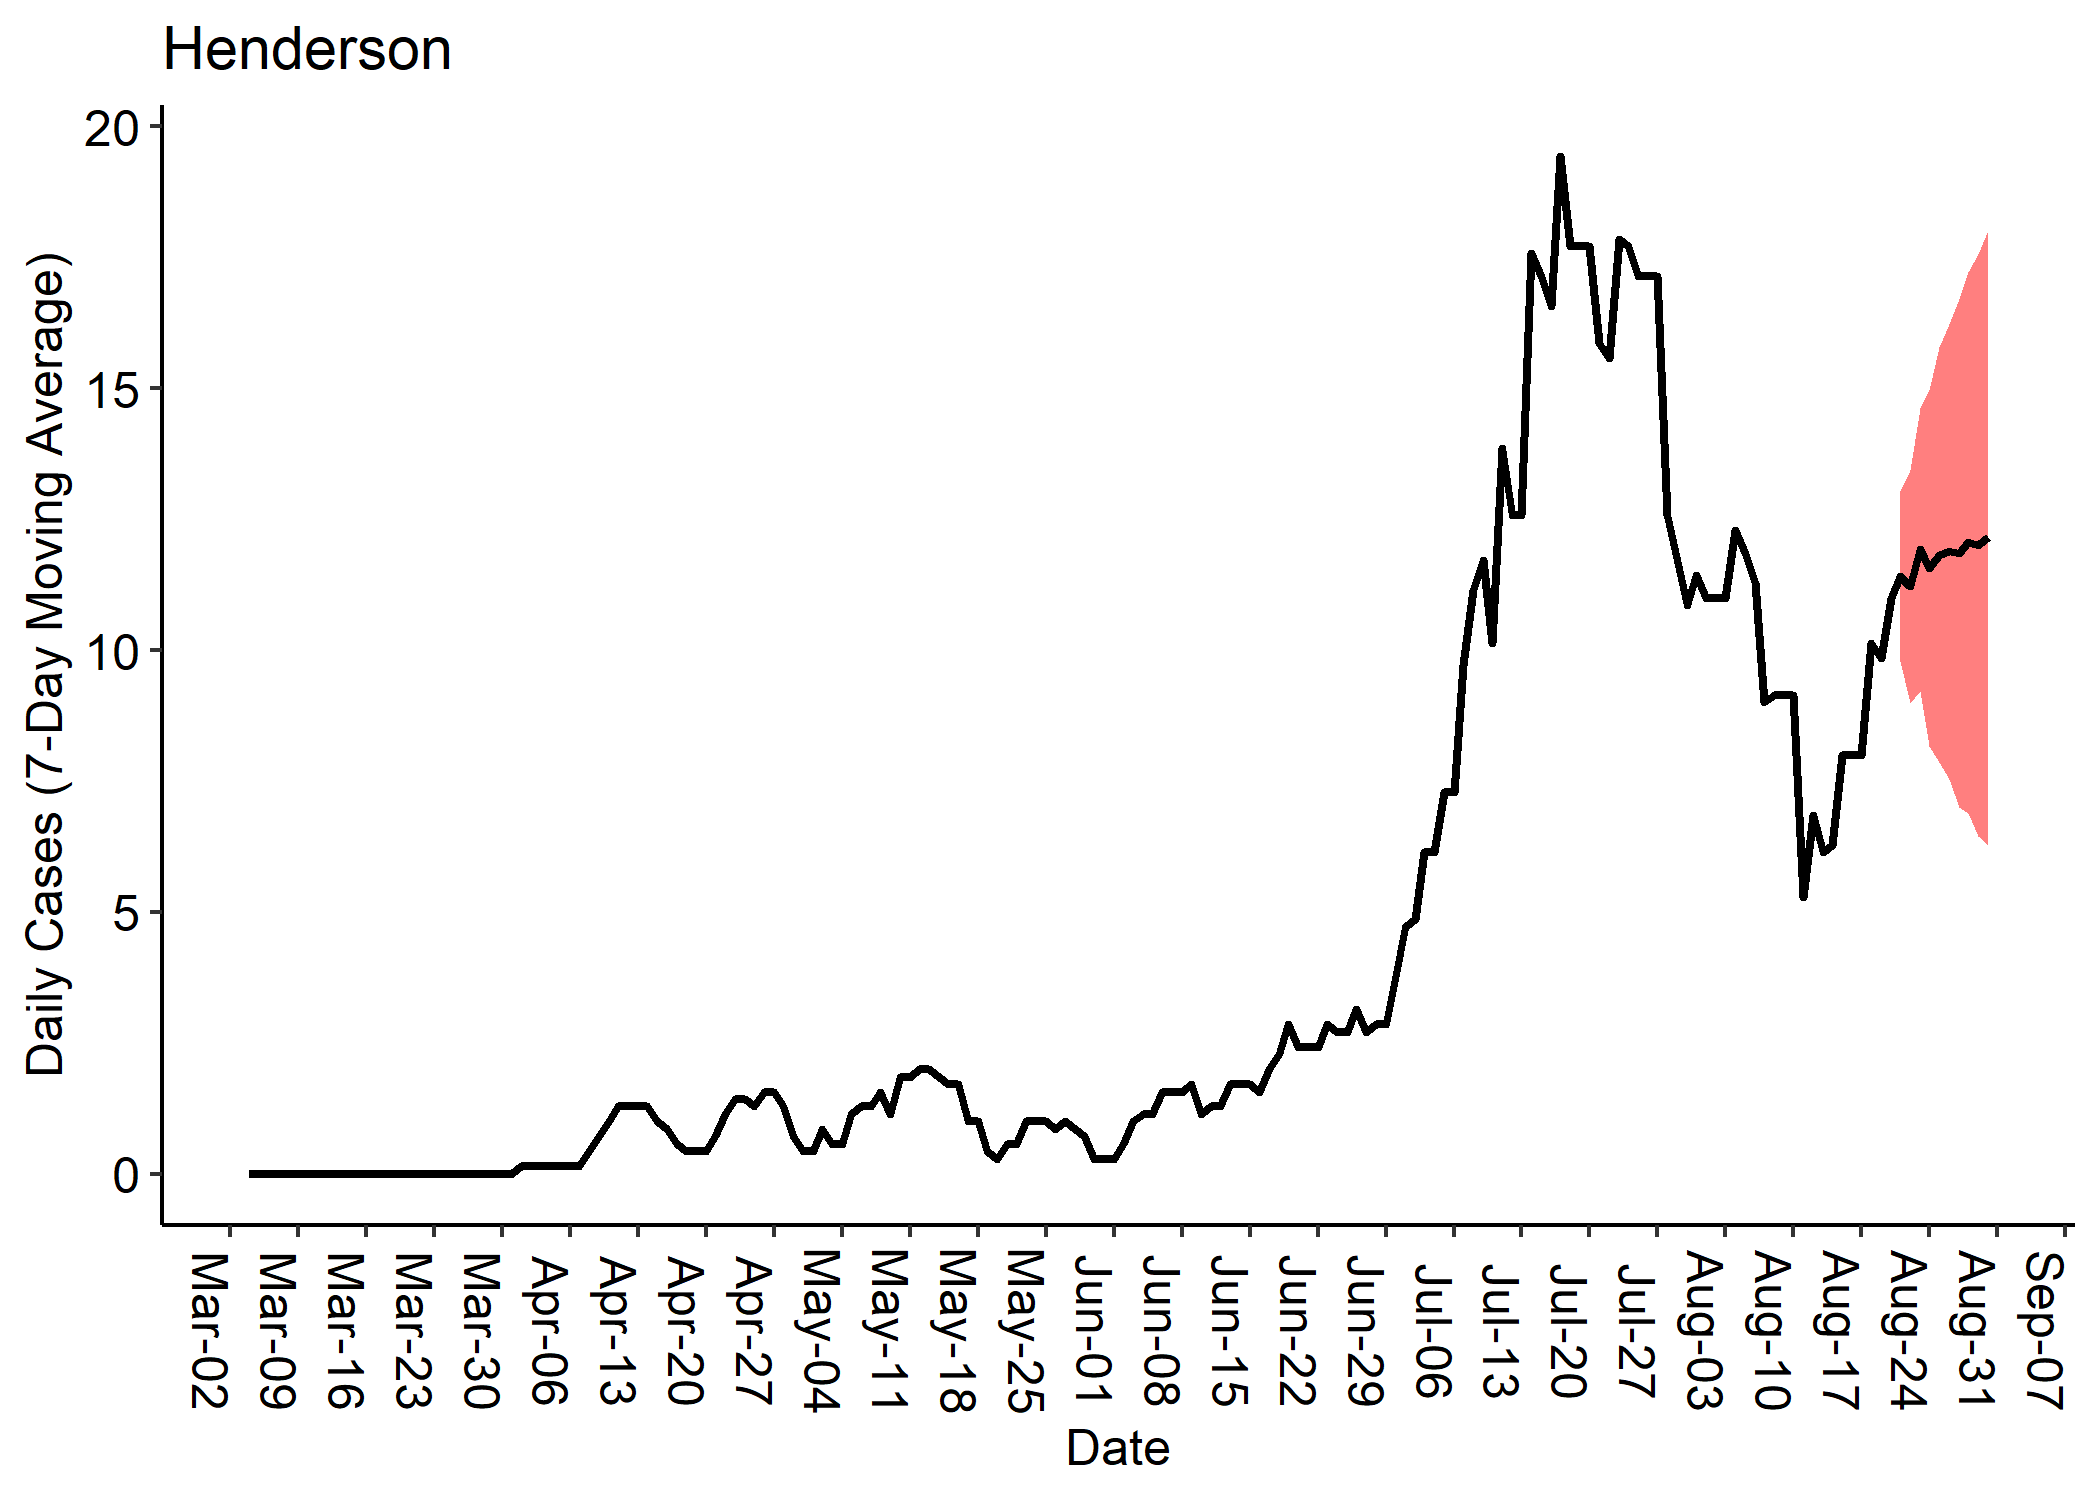 Henderson
Daily Cases (7-Day Moving Average)
20
15
10
5
0
Mar-02
Mar-09
Mar-16
Mar-23
Mar-30
Apr-06
Apr-13
Apr-20
Apr-27
May-04
May-11
May-18
May-25
Jun-01
Jun-08
Jun-15
Jun-22
Jun-29
Jul-06
Jul-13
Jul-20
Jul-27
Aug-03
Aug-10
Aug-17
Aug-24
Aug-31
Sep-07
Date